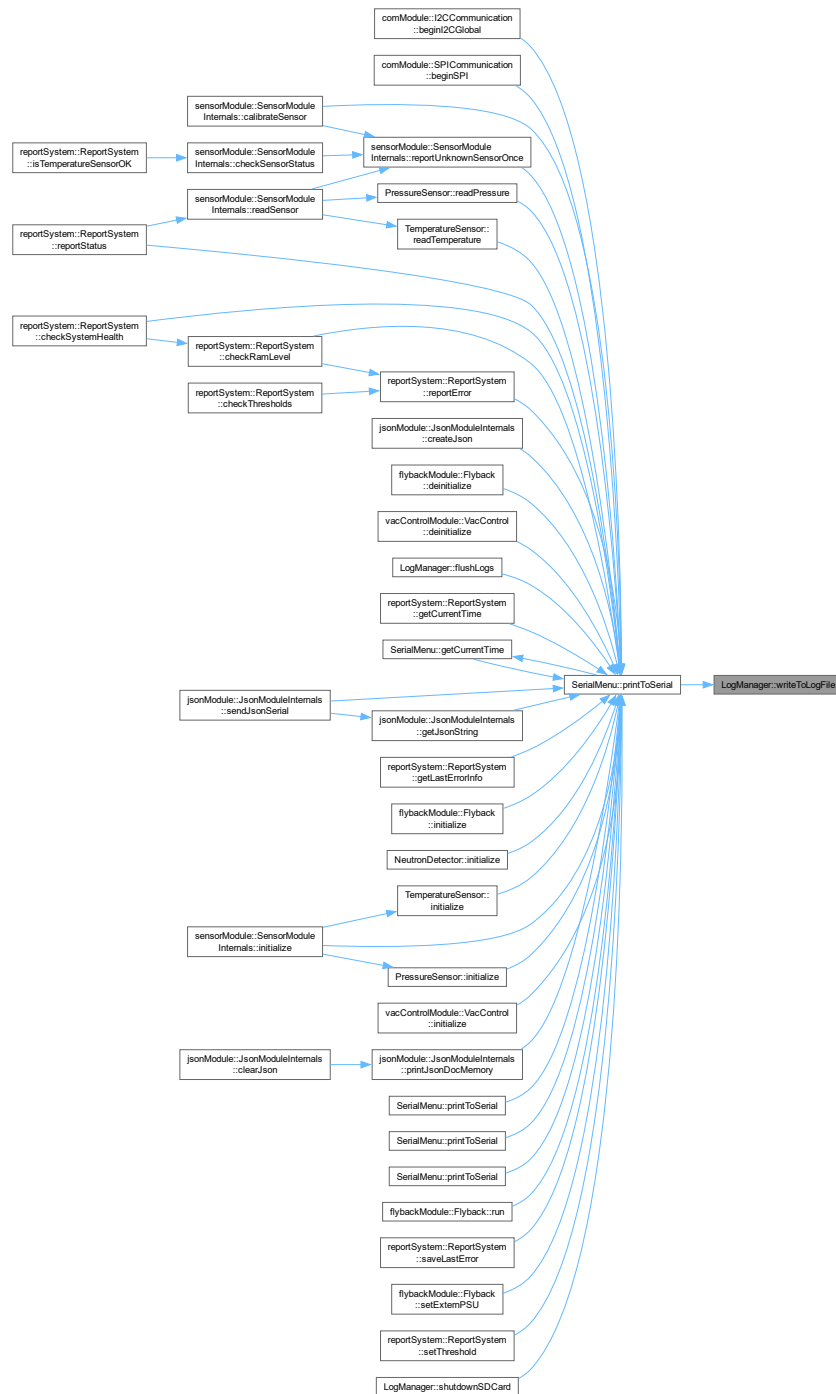 comModule::I2CCommunication
::beginI2CGlobal
comModule::SPICommunication
::beginSPI
sensorModule::SensorModule
Internals::calibrateSensor
sensorModule::SensorModule
Internals::reportUnknownSensorOnce
reportSystem::ReportSystem
::isTemperatureSensorOK
sensorModule::SensorModule
Internals::checkSensorStatus
sensorModule::SensorModule
Internals::readSensor
PressureSensor::readPressure
reportSystem::ReportSystem
::reportStatus
TemperatureSensor::
readTemperature
reportSystem::ReportSystem
::checkSystemHealth
reportSystem::ReportSystem
::checkRamLevel
reportSystem::ReportSystem
::reportError
reportSystem::ReportSystem
::checkThresholds
jsonModule::JsonModuleInternals
::createJson
flybackModule::Flyback
::deinitialize
vacControlModule::VacControl
::deinitialize
LogManager::flushLogs
reportSystem::ReportSystem
::getCurrentTime
SerialMenu::getCurrentTime
SerialMenu::printToSerial
LogManager::writeToLogFile
jsonModule::JsonModuleInternals
::sendJsonSerial
jsonModule::JsonModuleInternals
::getJsonString
reportSystem::ReportSystem
::getLastErrorInfo
flybackModule::Flyback
::initialize
NeutronDetector::initialize
TemperatureSensor::
initialize
sensorModule::SensorModule
Internals::initialize
PressureSensor::initialize
vacControlModule::VacControl
::initialize
jsonModule::JsonModuleInternals
::clearJson
jsonModule::JsonModuleInternals
::printJsonDocMemory
SerialMenu::printToSerial
SerialMenu::printToSerial
SerialMenu::printToSerial
flybackModule::Flyback::run
reportSystem::ReportSystem
::saveLastError
flybackModule::Flyback
::setExternPSU
reportSystem::ReportSystem
::setThreshold
LogManager::shutdownSDCard